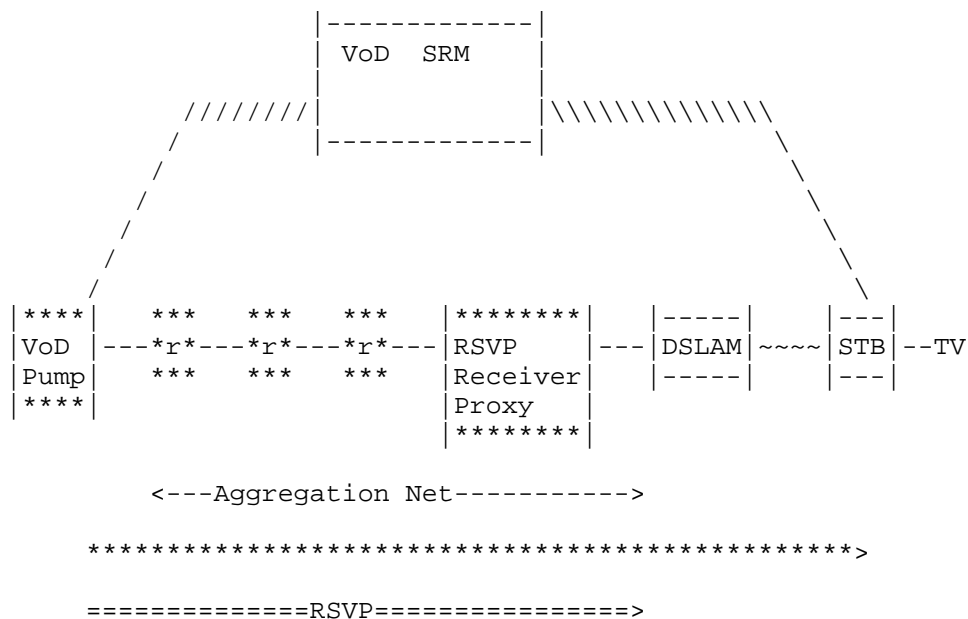 |-------------|
| VoD SRM |
| |
////////| |\\\\\\\\\\\\\\
/ |-------------| \
/ \
/ \
/ \
/ \
/ \
|****| *** *** *** |********| |-----| |---|
|VoD |---*r*---*r*---*r*---|RSVP |---|DSLAM|~~~~|STB|--TV
|Pump| *** *** *** |Receiver| |-----| |---|
|****| |Proxy |
|********|
<---Aggregation Net----------->
************************************************>
==============RSVP================>